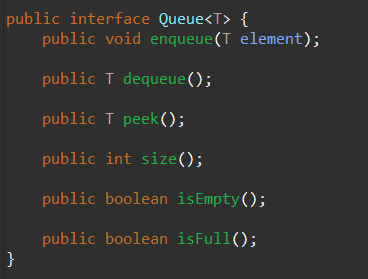 public interface Queue<T> {
public void enqueue(T element);
public T dequeue();
public T peek();
public int size();
public boolean isEmpty();
public boolean isFull();
}